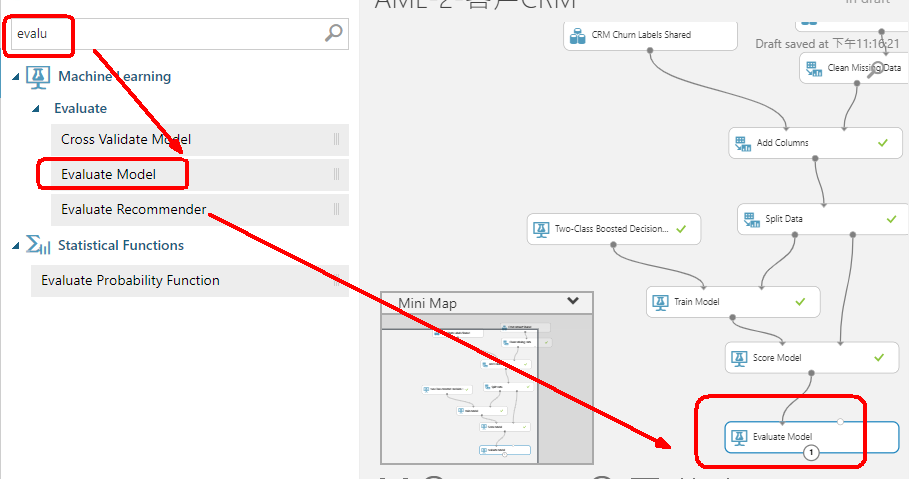 AML-2-客戶CRM
In draft
evalu
Machine Learning
Evaluate
Cross Validate Model
Evaluate Model
Evaluate Recommender
Statistical Functions
Evaluate Probability Function
CRM Churn Labels Shared
Draft saved at 下午11:16:21
Clean Missing Data
Add Columns
Split Data
Two-Class Boosted Decision...
Train Model
Score Model
Evaluate Model
1
Mini Map